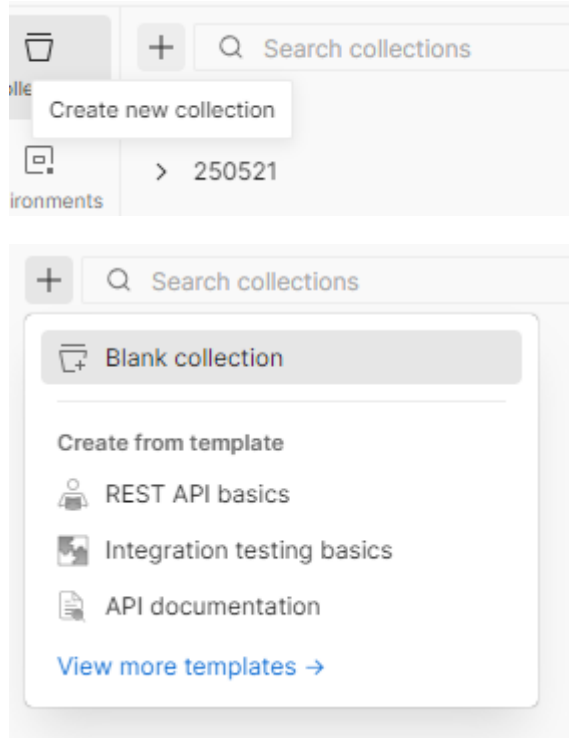 Search collections
Create new collection
250521
Search collections
Blank collection
Create from template
REST API basics
Integration testing basics
API documentation
View more templates →